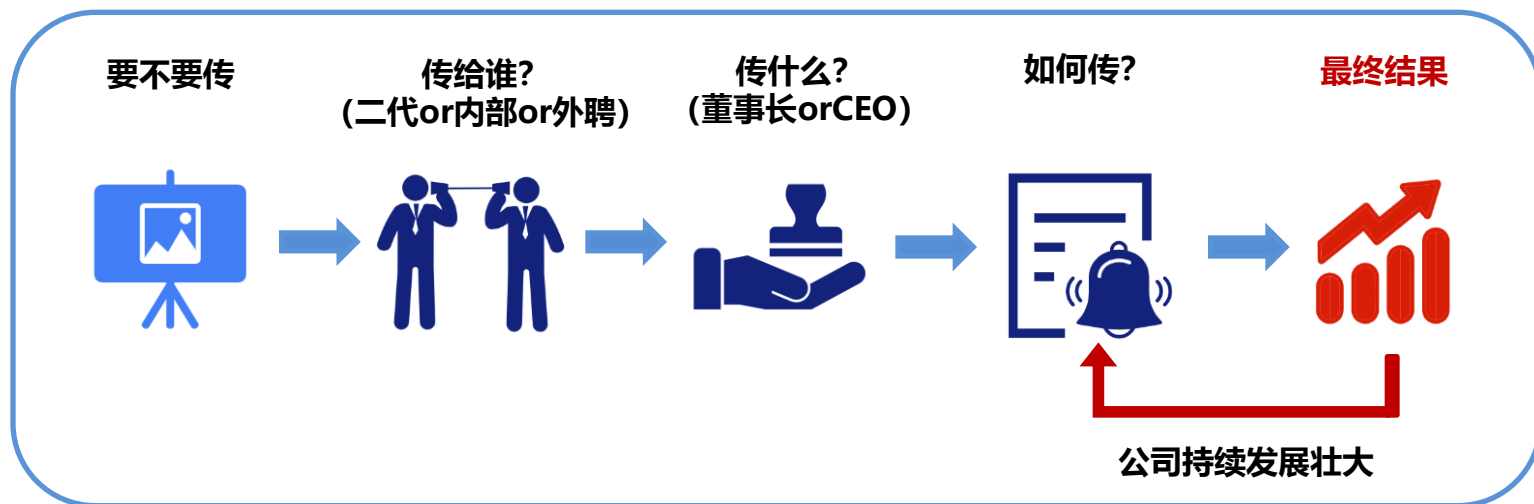 要不要传
传给�？
（二代or内部or外聘）
传什么？
（董事长orCEO）
如何传？
最终结果
公司持续发展壮大